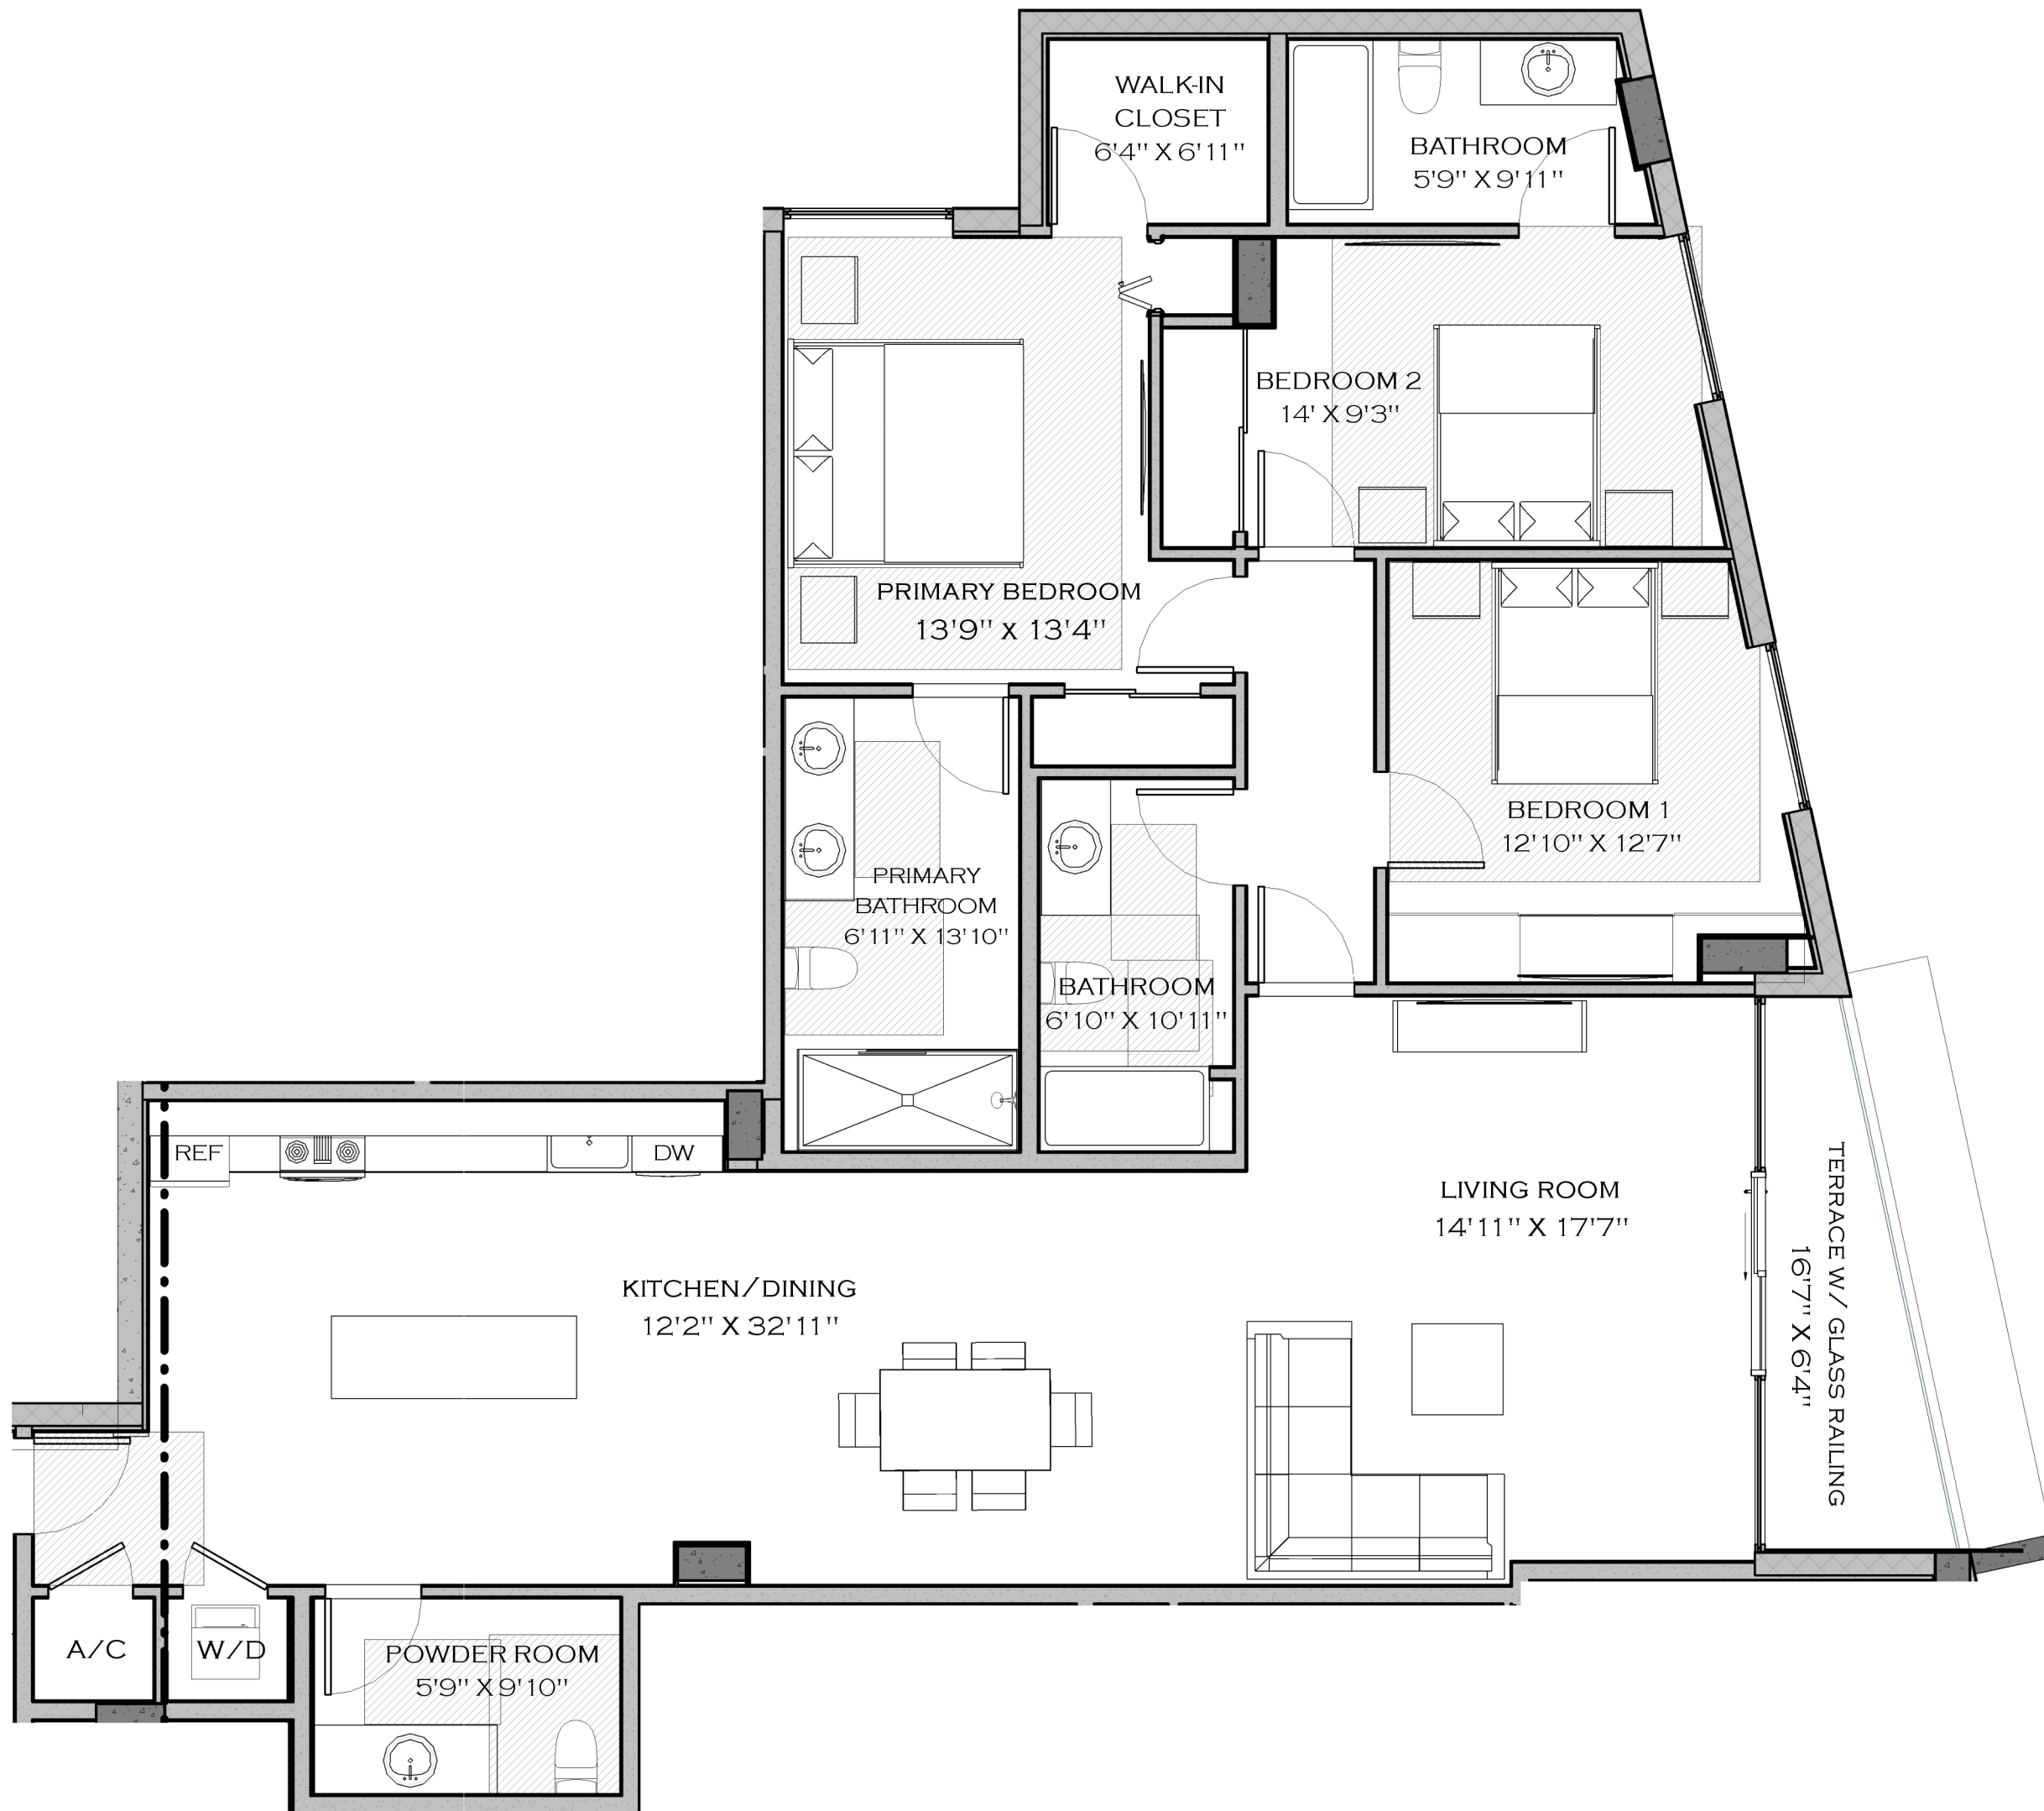 WALK-IN
CLOSET
6'4" X 6'11"
BATHROOM
5'9" X 9'11"
BEDROOM 2
14' X 9'3"
PRIMARY BEDROOM
13'9" x 13'4"
BEDROOM 1
12'10" X 12'7"
PRIMARY
BATHROOM
6'11" X 13'10"
BATHROOM
6'10" X 10'11"
REF
DW
LIVING ROOM
14'11" X 17'7"
TERRACE W/ GLASS RAILING
16'7" X 6'4"
KITCHEN/DINING
12'2" X 32'11"
A/C
W/D
POWDER ROOM
5'9" X 9'10"